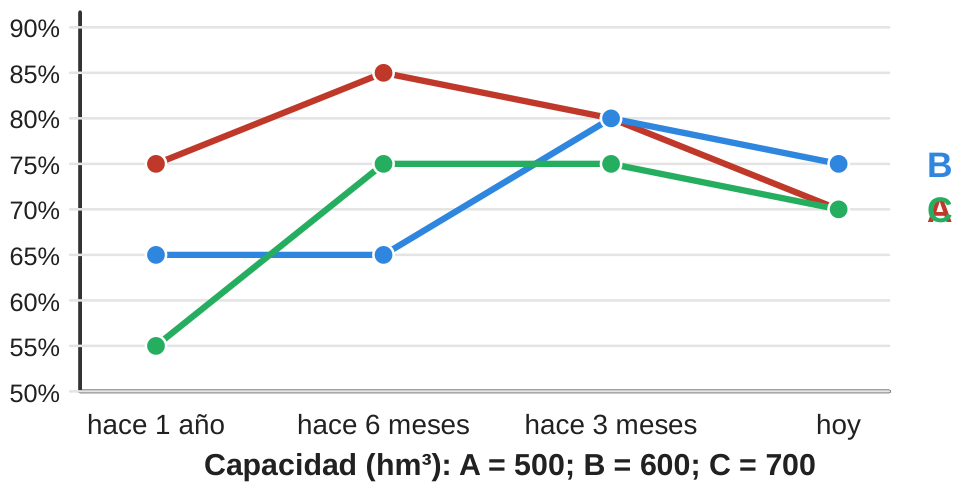 90%
85%
80%
75%
B
70%
C
A
65%
60%
55%
50%
hace 1 año hace 6 meses hace 3 meses hoy
Capacidad (hm³): A = 500; B = 600; C = 700